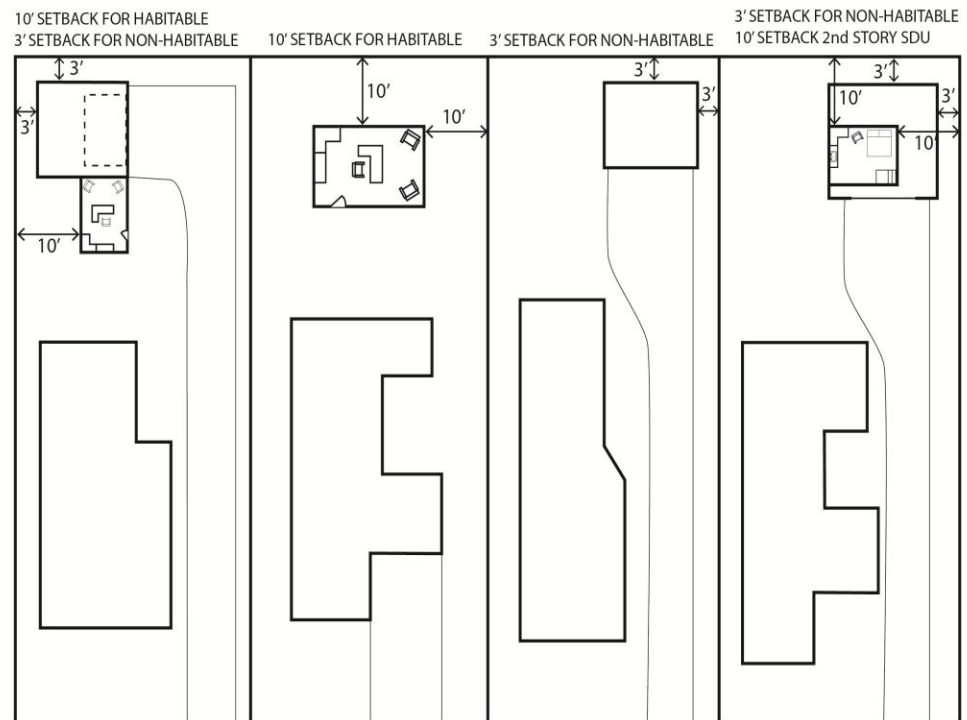 10' SETBACK FOR HABITABLE
3' SETBACK FOR NON-HABITABLE
3'
3'
10'
10' SETBACK FOR HABITABLE
10'
10'
3' SETBACK FOR NON-HABITABLE
3'
3'
3' SETBACK FOR NON-HABITABLE
10' SETBACK 2nd STORY SDU
3'
10'
3'
10'